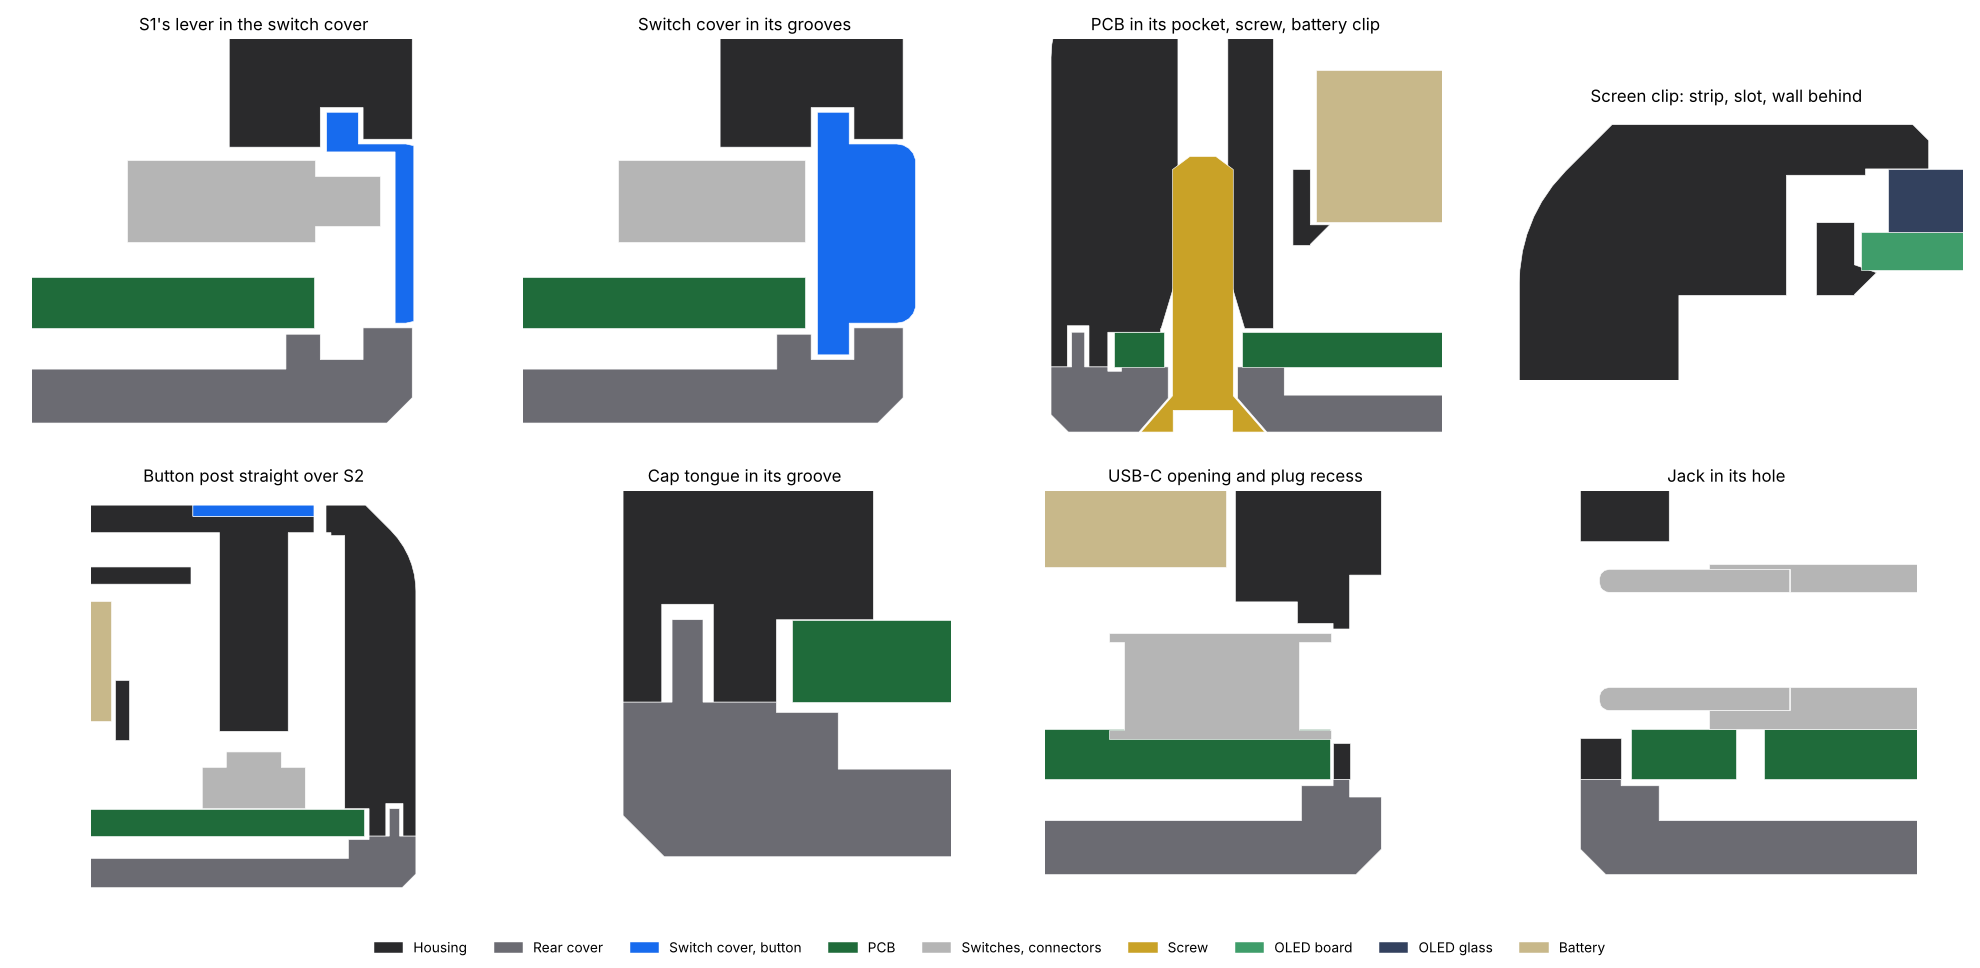 S1's lever in the switch cover
Switch cover in its grooves
PCB in its pocket, screw, battery clip
Screen clip: strip, slot, wall behind
Button post straight over S2
Cap tongue in its groove
USB-C opening and plug recess
Jack in its hole
Housing
Rear cover
Switch cover, button
PCB
Switches, connectors
Screw
OLED board
OLED glass
Battery